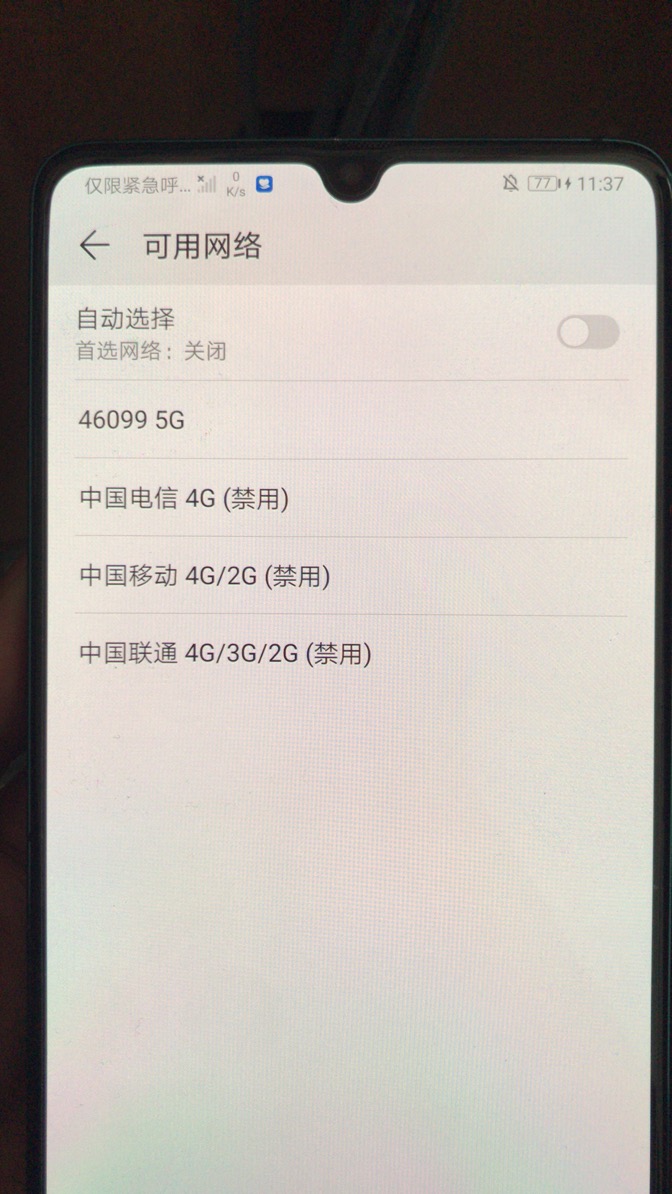 仅限紧急呼... 0 K/s 77 11:37
可用网络
自动选择
首选网络：关闭
46099 5G
中国电信 4G (禁用)
中国移动 4G/2G (禁用)
中国联通 4G/3G/2G (禁用)